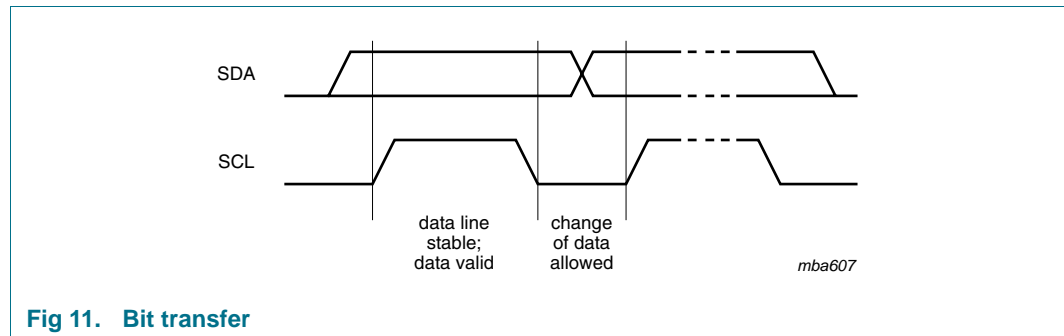 SDA
SCL
data line
stable;
data valid
change
of data
allowed
mba607
Fig 11. Bit transfer